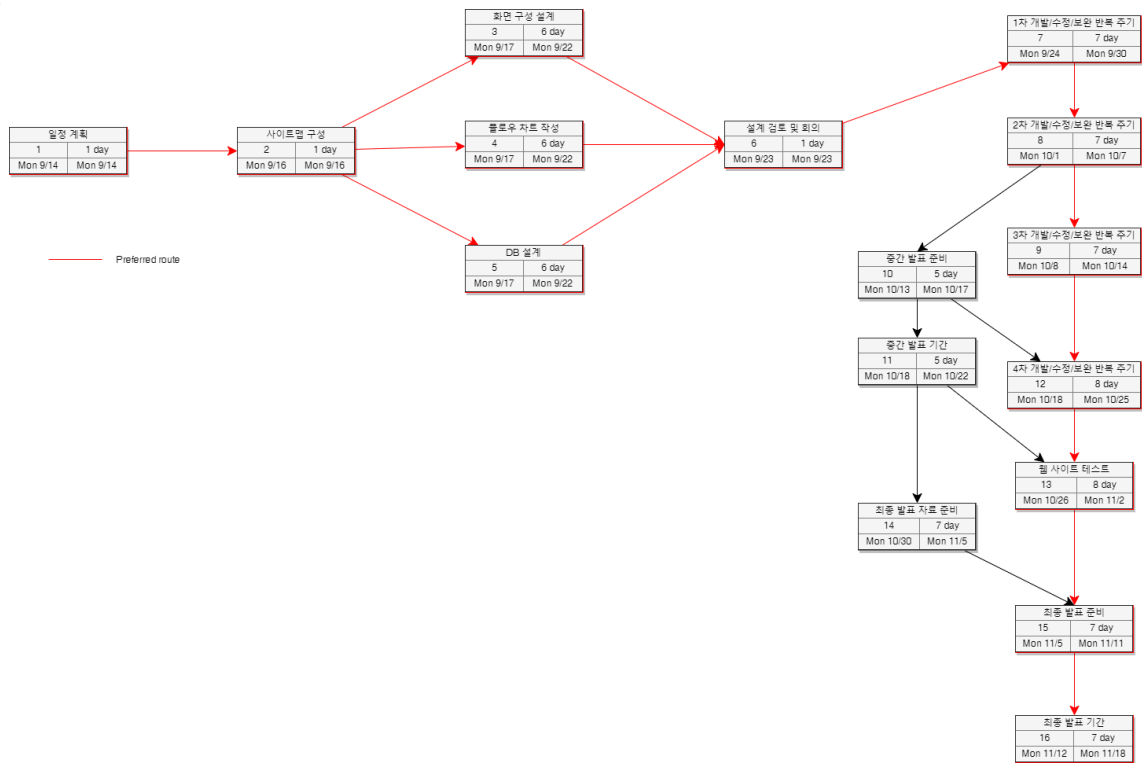 화면 구성 설계
3 6 day
Mon 9/17 Mon 9/22
1차 개발/수정/보완 반복 주기
7 7 day
Mon 9/24 Mon 9/30
일정 계획
1 1 day
Mon 9/14 Mon 9/14
사이트맵 구성
2 1 day
Mon 9/16 Mon 9/16
플로우 차트 작성
4 6 day
Mon 9/17 Mon 9/22
설계 검토 및 회의
6 1 day
Mon 9/23 Mon 9/23
2차 개발/수정/보완 반복 주기
8 7 day
Mon 10/1 Mon 10/7
Preferred route
DB 설계
5 6 day
Mon 9/17 Mon 9/22
3차 개발/수정/보완 반복 주기
9 7 day
Mon 10/8 Mon 10/14
중간 발표 준비
10 5 day
Mon 10/13 Mon 10/17
중간 발표 기간
11 5 day
Mon 10/18 Mon 10/22
4차 개발/수정/보완 반복 주기
12 8 day
Mon 10/18 Mon 10/25
웹 사이트 테스트
13 8 day
Mon 10/26 Mon 11/2
최종 발표 자료 준비
14 7 day
Mon 10/30 Mon 11/5
최종 발표 준비
15 7 day
Mon 11/5 Mon 11/11
최종 발표 기간
16 7 day
Mon 11/12 Mon 11/18